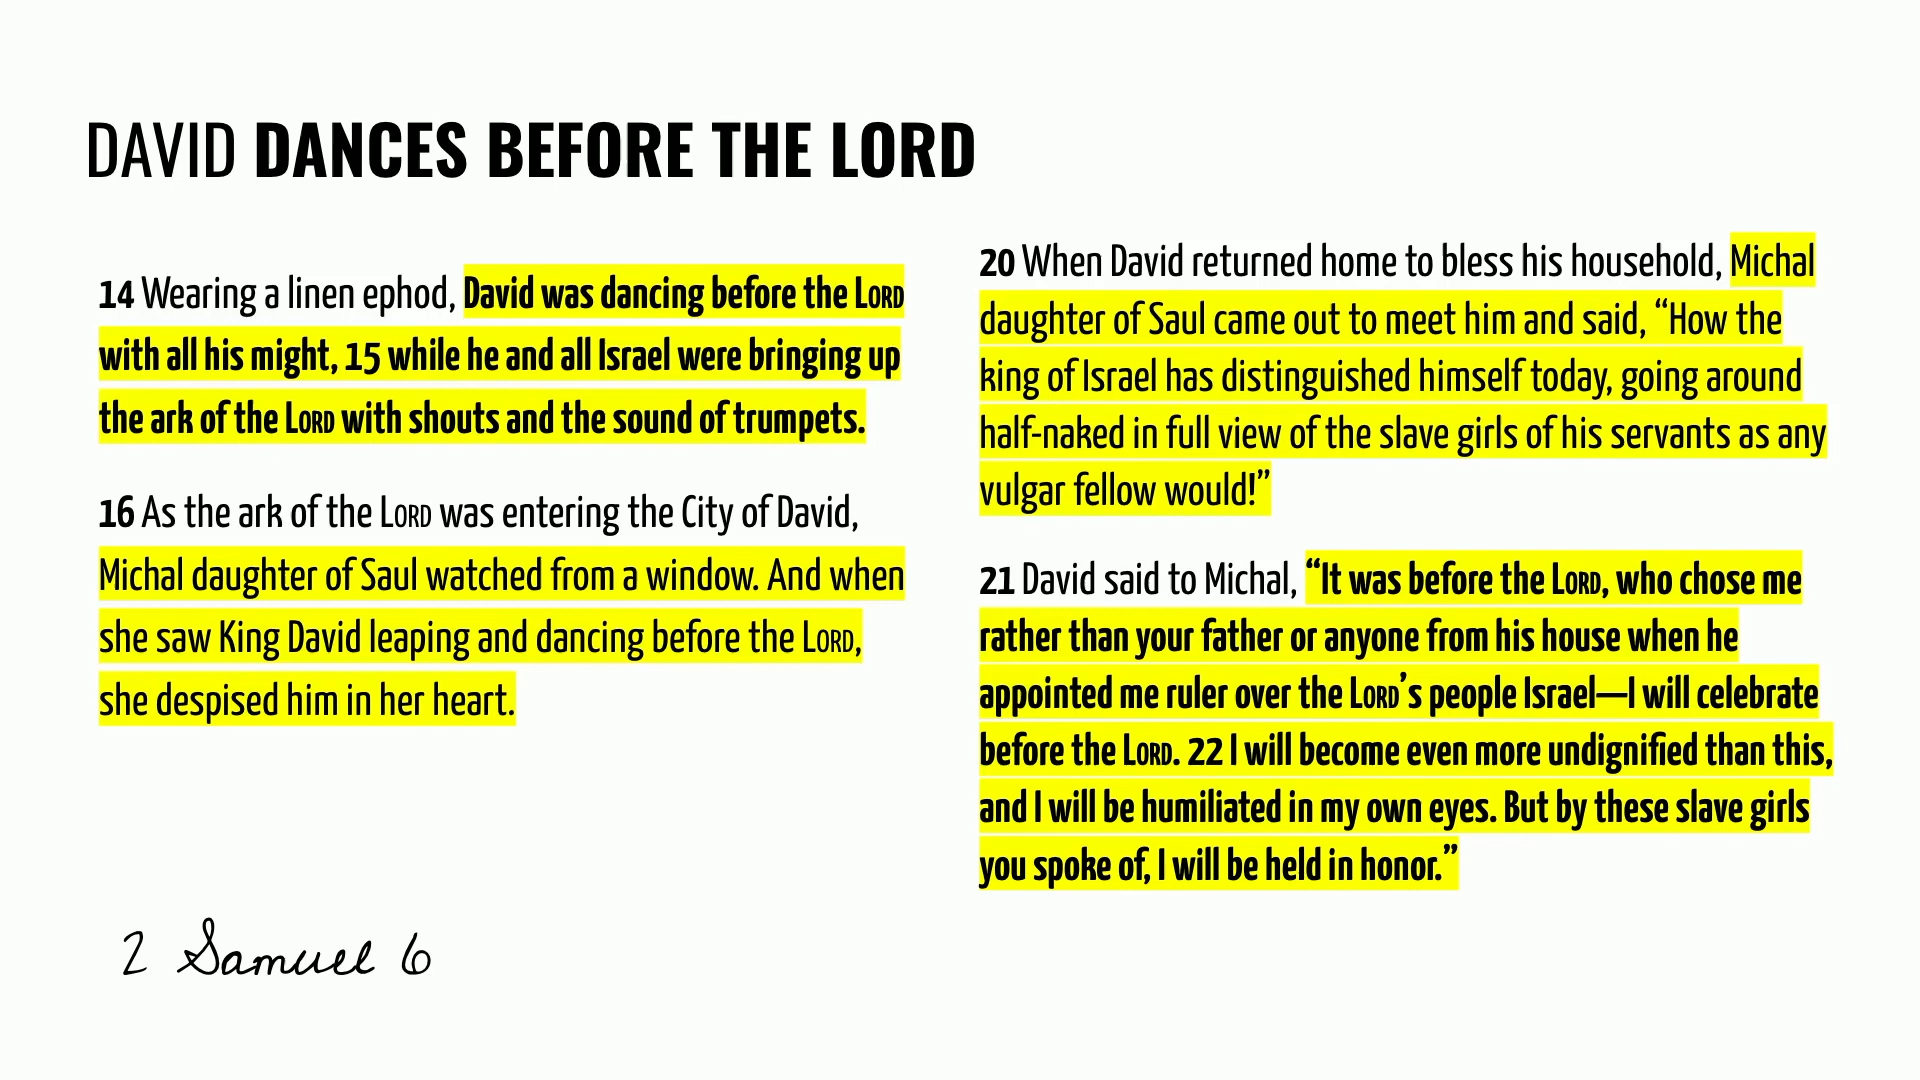 DAVID DANCES BEFORE THE LORD
14 Wearing a linen ephod, David was dancing before the LORD
with all his might, 15 while he and all Israel were bringing up
the ark of the LORD with shouts and the sound of trumpets.
16 As the ark of the LORD was entering the City of David,
Michal daughter of Saul watched from a window. And when
she saw King David leaping and dancing before the LORD,
she despised him in her heart.
2 Samuel 6
20 When David returned home to bless his household, Michal
daughter of Saul came out to meet him and said, “How the
king of Israel has distinguished himself today, going around
half-naked in full view of the slave girls of his servants as any
vulgar fellow would!”
21 David said to Michal, “It was before the LORD, who chose me
rather than your father or anyone from his house when he
appointed me ruler over the LORD’s people Israel—I will celebrate
before the LORD. 22 I will become even more undignified than this,
and I will be humiliated in my own eyes. But by these slave girls
you spoke of, I will be held in honor.”